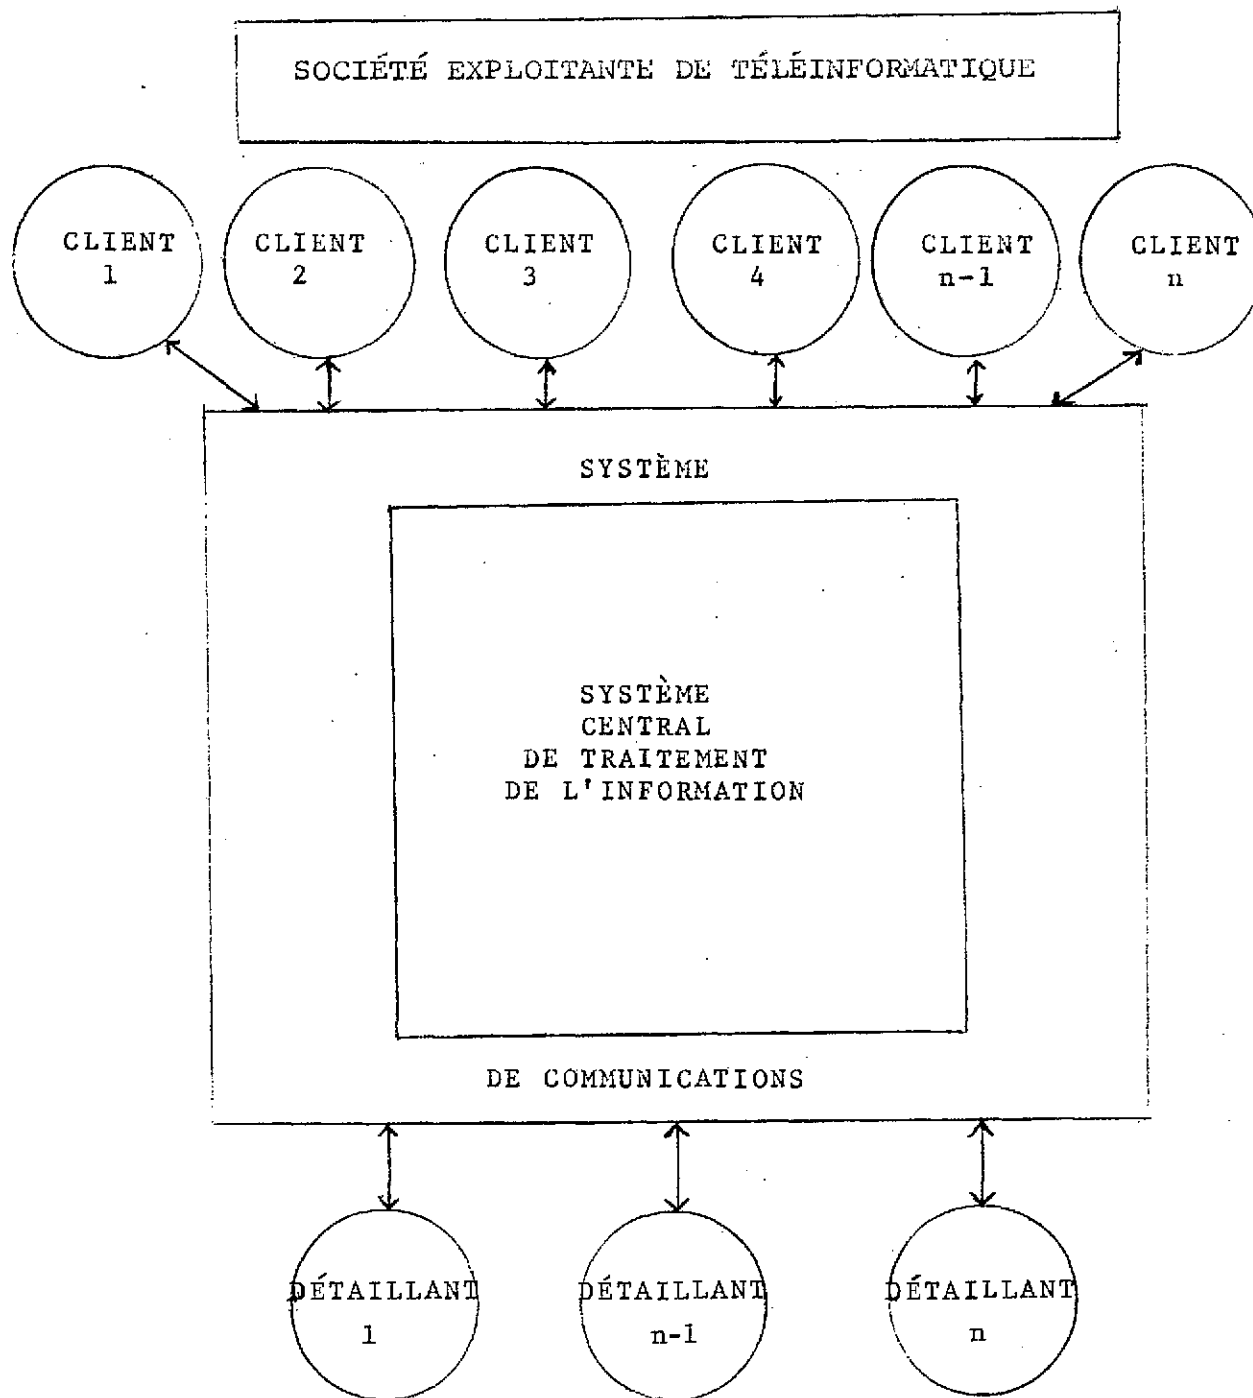 SOCIÉTÉ EXPLOITANTE DE TÉLÉINFORMATIQUE
CLIENT
1
CLIENT
2
CLIENT
3
CLIENT
4
CLIENT
n-1
CLIENT
n
SYSTÈME
SYSTÈME
CENTRAL
DE TRAITEMENT
DE L'INFORMATION
DE COMMUNICATIONS
DÉTAILLANT
1
DÉTAILLANT
n-1
DÉTAILLANT
n